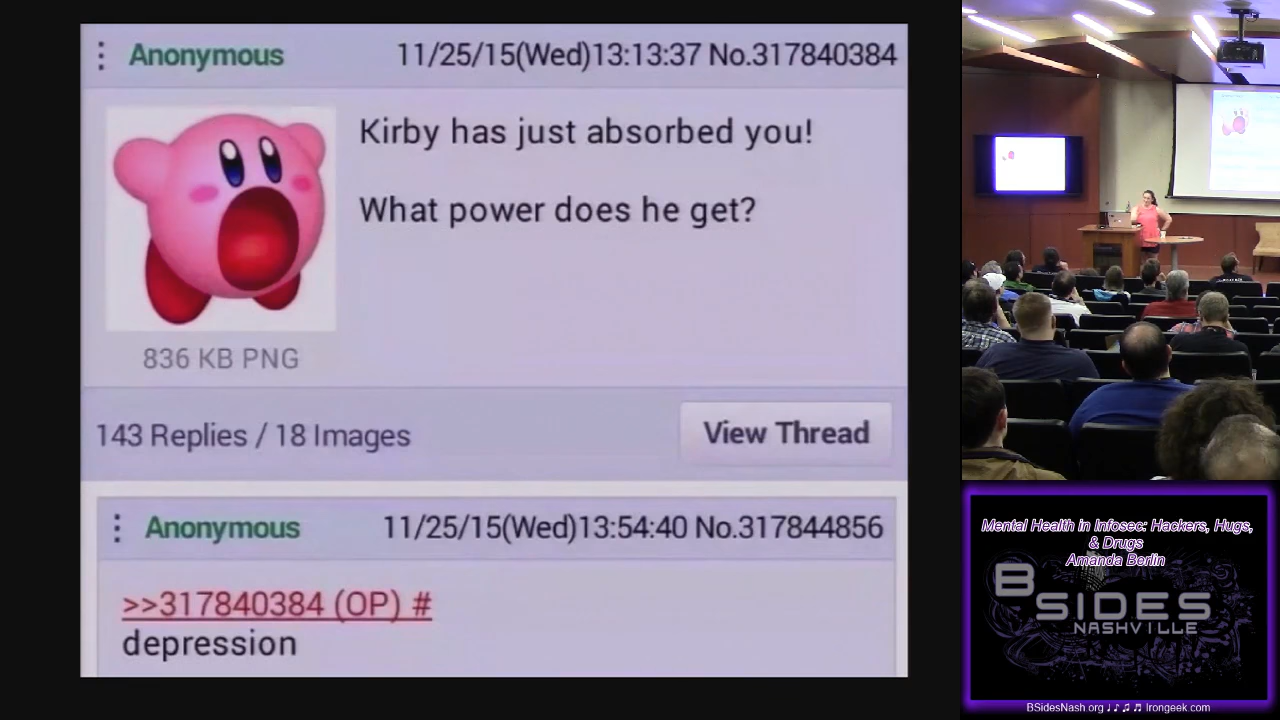 Anonymous 11/25/15(Wed)13:13:37 No.317840384
Kirby has just absorbed you!
What power does he get?
836 KB PNG
143 Replies / 18 Images
View Thread
Anonymous 11/25/15(Wed)13:54:40 No.317844856
>>317840384 (OP) #
depression
Mental Health in Infosec: Hackers, Hugs,
& Drugs
Amanda Berlin
BSIDES
NASHVILLE
BSidesNash.org ♩ ♪ ♫ ♬ Irongeek.com